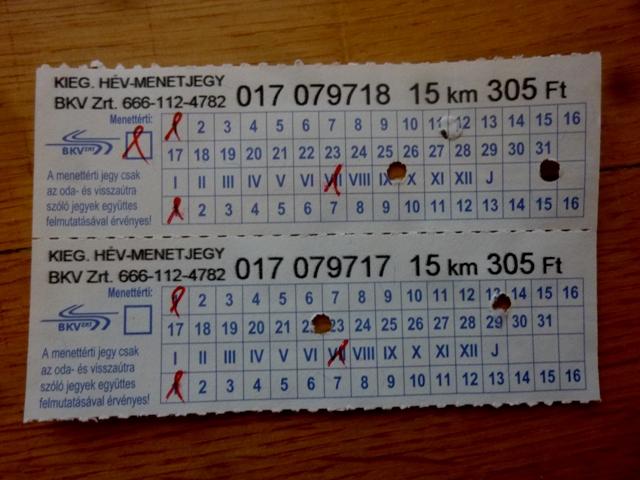 KIEG. HÉV-MENETJEGY
BKV Zrt. 666-112-4782 017 079718 15 km 305 Ft
Menettérti:
BKV ZRT.
A menettérti jegy csak
az oda- és visszaútra
szóló jegyek együttes
felmutatásával érvényes!
1 2 3 4 5 6 7 8 9 10 11 12 13 14 15 16
17 18 19 20 21 22 23 24 25 26 27 28 29 30 31
I II III IV V VI VII VIII IX X XI XII J
1 2 3 4 5 6 7 8 9 10 11 12 13 14 15 16
KIEG. HÉV-MENETJEGY
BKV Zrt. 666-112-4782 017 079717 15 km 305 Ft
Menettérti:
BKV ZRT.
A menettérti jegy csak
az oda- és visszaútra
szóló jegyek együttes
felmutatásával érvényes!
1 2 3 4 5 6 7 8 9 10 11 12 13 14 15 16
17 18 19 20 21 22 23 24 25 26 27 28 29 30 31
I II III IV V VI VII VIII IX X XI XII J
1 2 3 4 5 6 7 8 9 10 11 12 13 14 15 16